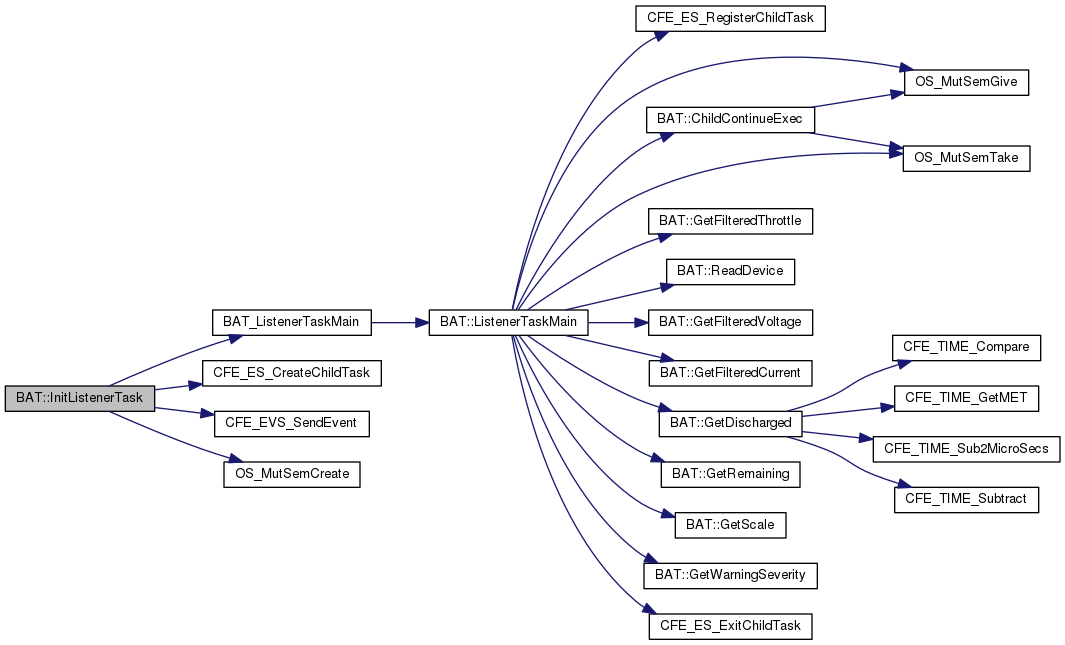 BAT::InitListenerTask
BAT_ListenerTaskMain
CFE_ES_CreateChildTask
CFE_EVS_SendEvent
OS_MutSemCreate
BAT::ListenerTaskMain
CFE_ES_RegisterChildTask
BAT::ChildContinueExec
BAT::GetFilteredThrottle
BAT::ReadDevice
BAT::GetFilteredVoltage
BAT::GetFilteredCurrent
BAT::GetDischarged
BAT::GetRemaining
BAT::GetScale
BAT::GetWarningSeverity
CFE_ES_ExitChildTask
OS_MutSemGive
OS_MutSemTake
CFE_TIME_Compare
CFE_TIME_GetMET
CFE_TIME_Sub2MicroSecs
CFE_TIME_Subtract